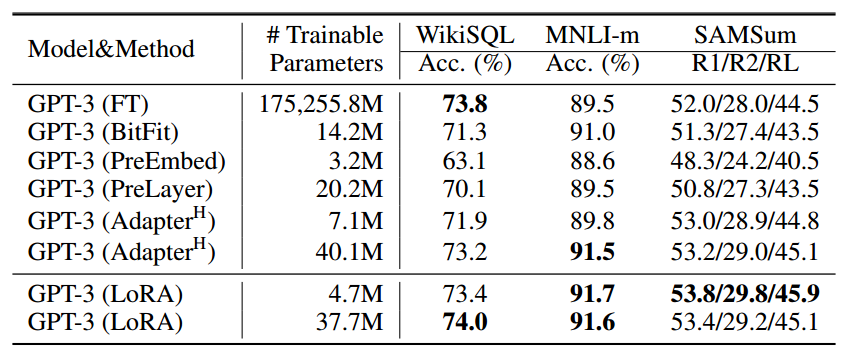 Model&Method # Trainable Parameters WikiSQL MNLI-m SAMSum
Acc. (%) Acc. (%) R1/R2/RL
GPT-3 (FT) 175,255.8M 73.8 89.5 52.0/28.0/44.5
GPT-3 (BitFit) 14.2M 71.3 91.0 51.3/27.4/43.5
GPT-3 (PreEmbed) 3.2M 63.1 88.6 48.3/24.2/40.5
GPT-3 (PreLayer) 20.2M 70.1 89.5 50.8/27.3/43.5
GPT-3 (Adapterᴴ) 7.1M 71.9 89.8 53.0/28.9/44.8
GPT-3 (Adapterᴴ) 40.1M 73.2 91.5 53.2/29.0/45.1
GPT-3 (LoRA) 4.7M 73.4 91.7 53.8/29.8/45.9
GPT-3 (LoRA) 37.7M 74.0 91.6 53.4/29.2/45.1